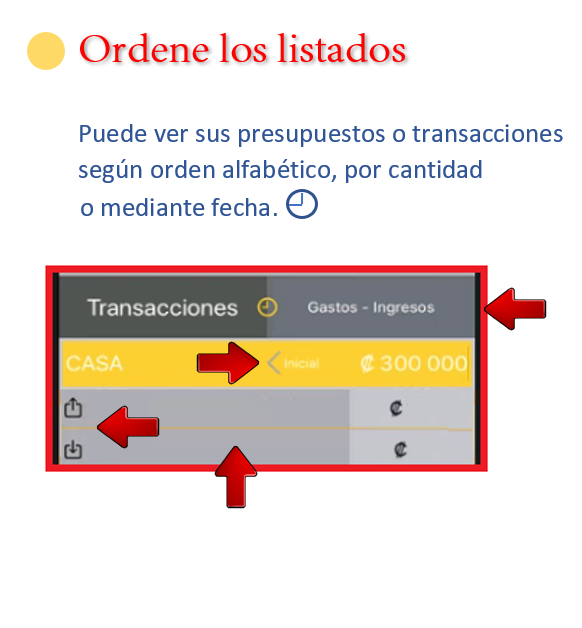 Ordene los listados
Puede ver sus presupuestos o transacciones
según orden alfabético, por cantidad
o mediante fecha.
Transacciones Gastos - Ingresos
CASA Inicial ₡ 300 000
₡
₡